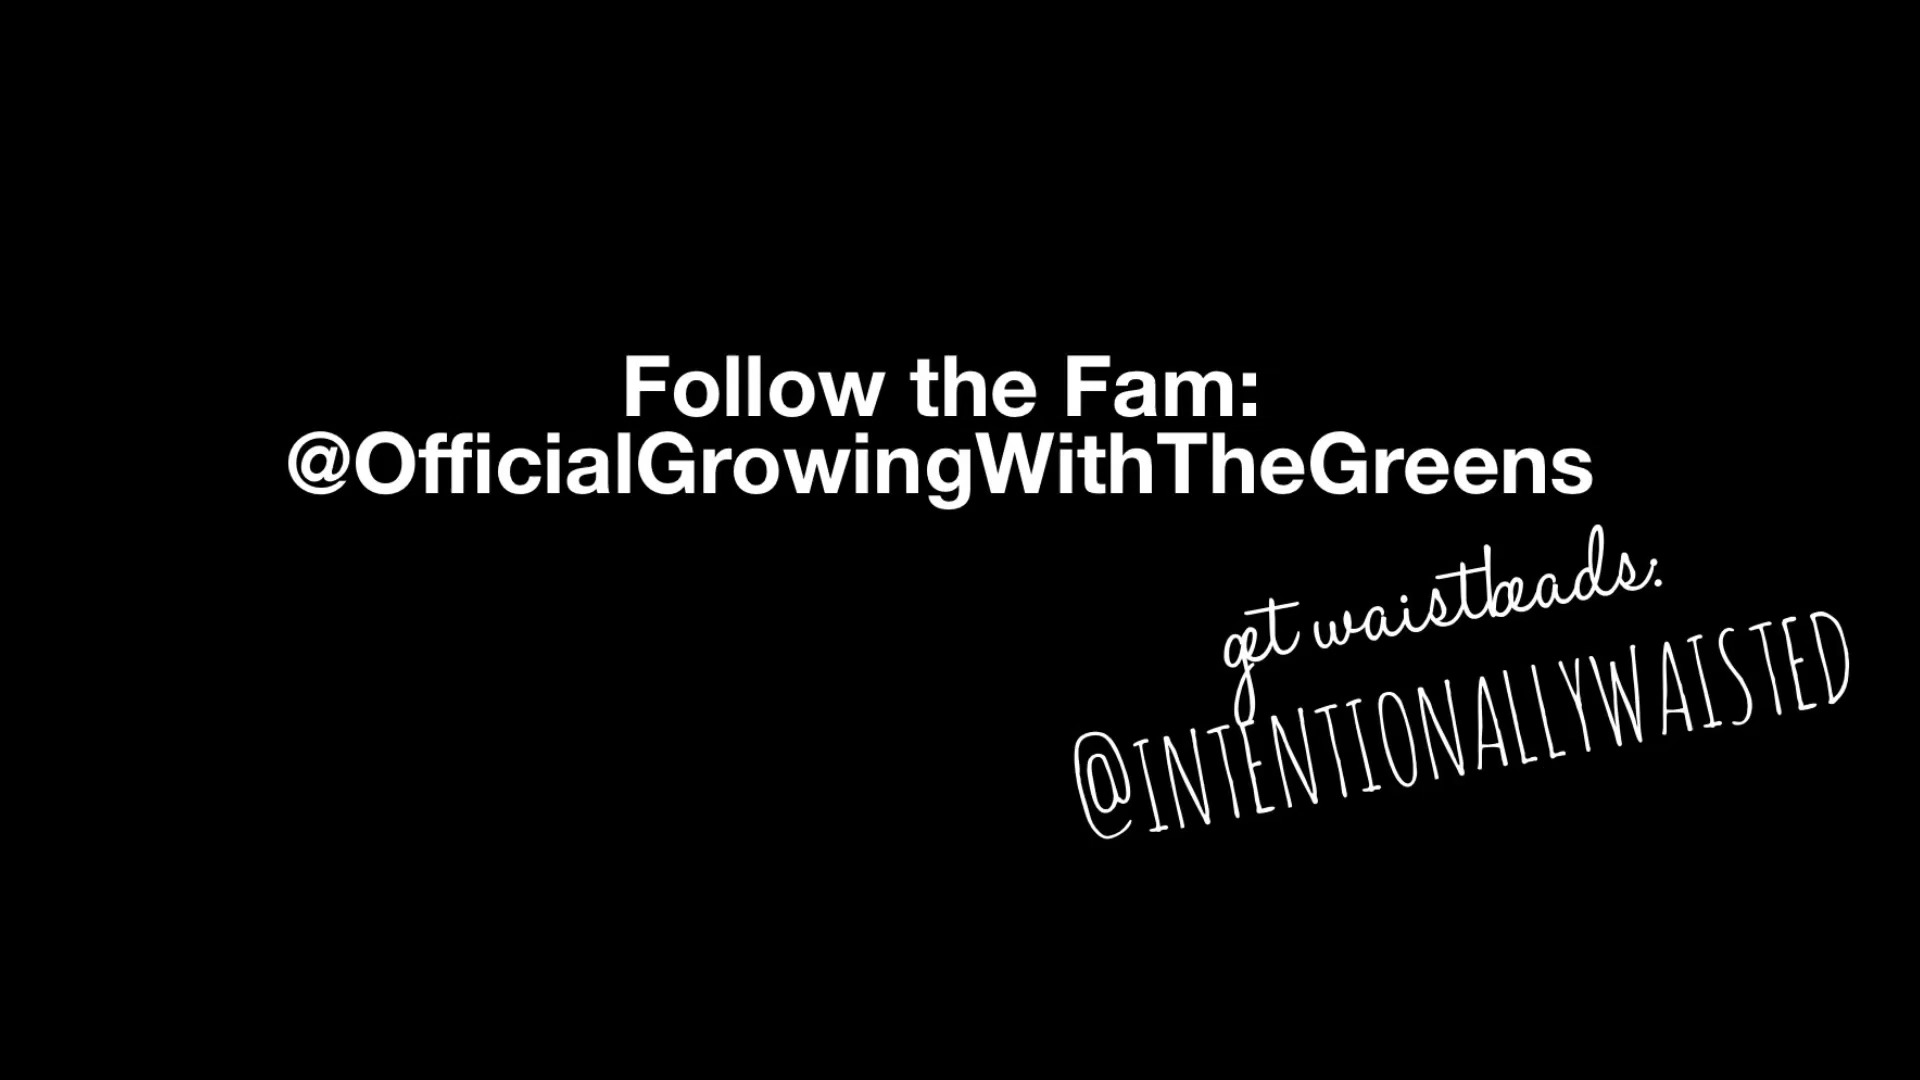 Follow the Fam:
@OfficialGrowingWithTheGreens
get waistbeads:
@INTENTIONALLYWAISTED